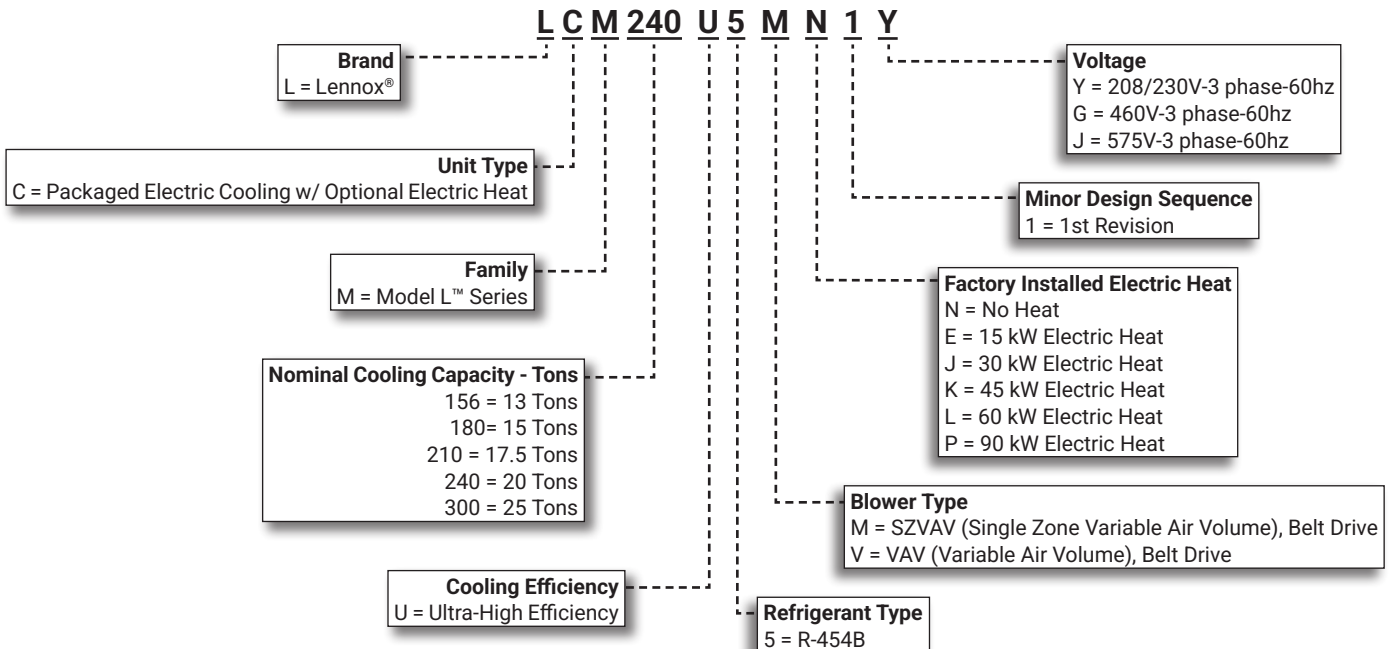 L C M 240 U 5 M N 1 Y
Brand
L = Lennox®
Voltage
Y = 208/230V-3 phase-60hz
G = 460V-3 phase-60hz
J = 575V-3 phase-60hz
Unit Type
C = Packaged Electric Cooling w/ Optional Electric Heat
Minor Design Sequence
1 = 1st Revision
Family
M = Model L™ Series
Factory Installed Electric Heat
N = No Heat
E = 15 kW Electric Heat
J = 30 kW Electric Heat
K = 45 kW Electric Heat
L = 60 kW Electric Heat
P = 90 kW Electric Heat
Nominal Cooling Capacity - Tons
156 = 13 Tons
180= 15 Tons
210 = 17.5 Tons
240 = 20 Tons
300 = 25 Tons
Blower Type
M = SZVAV (Single Zone Variable Air Volume), Belt Drive
V = VAV (Variable Air Volume), Belt Drive
Cooling Efficiency
U = Ultra-High Efficiency
Refrigerant Type
5 = R-454B